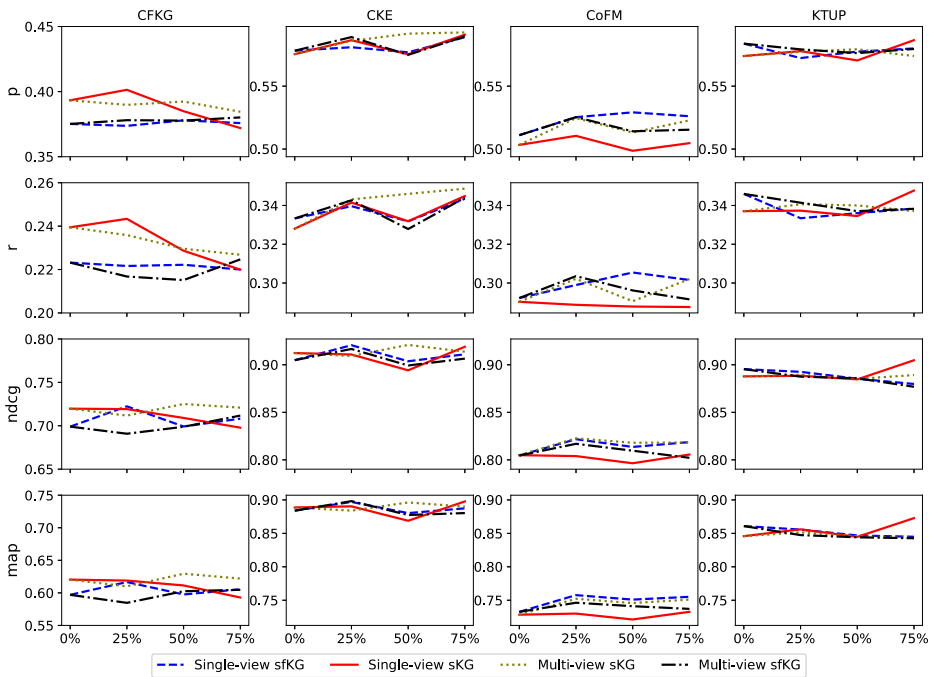 CFKG CKE CoFM KTUP
p
0.45 0.40 0.35
0.55 0.50
0.55 0.50
0.55 0.50
r
0.26 0.24 0.22 0.20
0.34 0.32 0.30
0.34 0.32 0.30
0.34 0.32 0.30
ndcg
0.80 0.75 0.70 0.65
0.90 0.85 0.80
0.90 0.85 0.80
0.90 0.85 0.80
map
0.75 0.70 0.65 0.60 0.55
0.90 0.85 0.80 0.75
0.90 0.85 0.80 0.75
0.90 0.85 0.80 0.75
0% 25% 50% 75% 0% 25% 50% 75% 0% 25% 50% 75% 0% 25% 50% 75%
Single-view sfKG Single-view sKG Multi-view sKG Multi-view sfKG